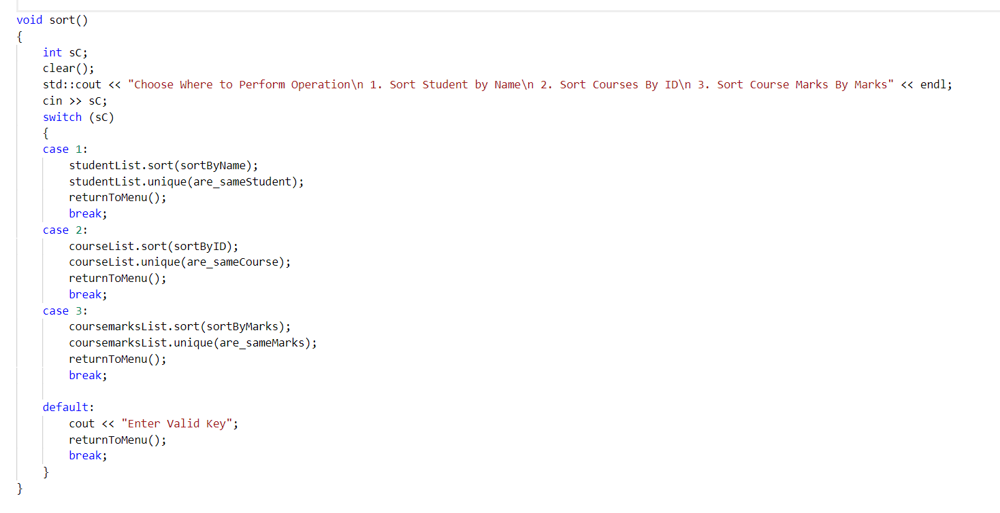 void sort()
{
    int sC;
    clear();
    std::cout << "Choose Where to Perform Operation\n 1. Sort Student by Name\n 2. Sort Courses By ID\n 3. Sort Course Marks By Marks" << endl;
    cin >> sC;
    switch (sC)
    {
    case 1:
        studentList.sort(sortByName);
        studentList.unique(are_sameStudent);
        returnToMenu();
        break;
    case 2:
        courseList.sort(sortByID);
        courseList.unique(are_sameCourse);
        returnToMenu();
        break;
    case 3:
        coursemarksList.sort(sortByMarks);
        coursemarksList.unique(are_sameMarks);
        returnToMenu();
        break;

    default:
        cout << "Enter Valid Key";
        returnToMenu();
        break;
    }
}